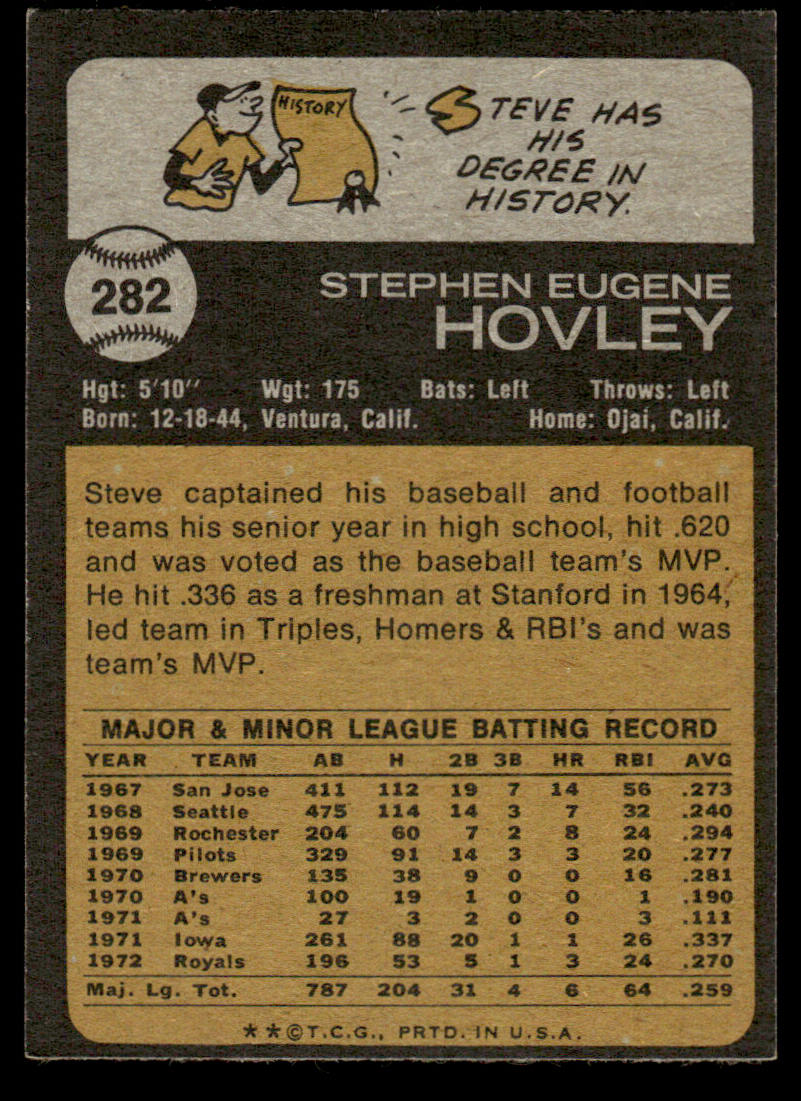 HISTORY
STEVE HAS
HIS
DEGREE IN
HISTORY.
282
STEPHEN EUGENE
HOVLEY
Hgt: 5'10" Wgt: 175 Bats: Left Throws: Left
Born: 12-18-44, Ventura, Calif. Home: Ojai, Calif.
Steve captained his baseball and football
teams his senior year in high school, hit .620
and was voted as the baseball team's MVP.
He hit .336 as a freshman at Stanford in 1964,
led team in Triples, Homers & RBI's and was
team's MVP.
MAJOR & MINOR LEAGUE BATTING RECORD
YEAR TEAM AB H 2B 3B HR RBI AVG
1967 San Jose 411 112 19 7 14 56 .273
1968 Seattle 475 114 14 3 7 32 .240
1969 Rochester 204 60 7 2 8 24 .294
1969 Pilots 329 91 14 3 3 20 .277
1970 Brewers 135 38 9 0 0 16 .281
1970 A's 100 19 1 0 0 1 .190
1971 A's 27 3 2 0 0 3 .111
1971 Iowa 261 88 20 1 1 26 .337
1972 Royals 196 53 5 1 3 24 .270
Maj. Lg. Tot. 787 204 31 4 6 64 .259
**©T.C.G., PRTD. IN U.S.A.